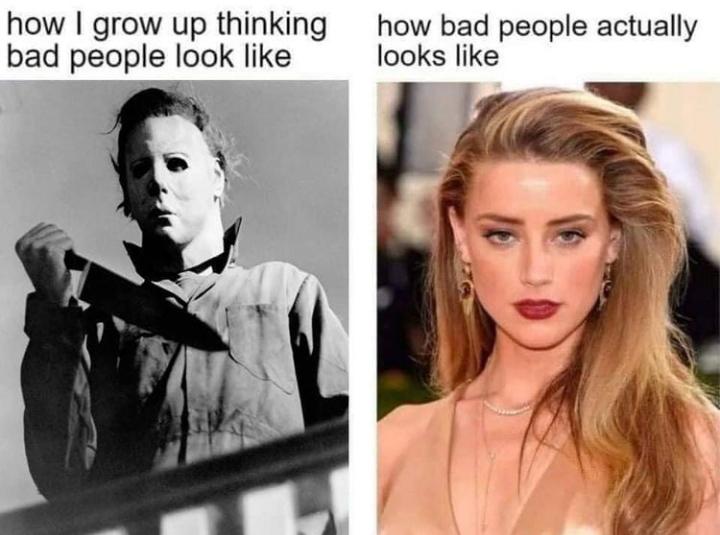 how I grow up thinking
bad people look like
how bad people actually
looks like